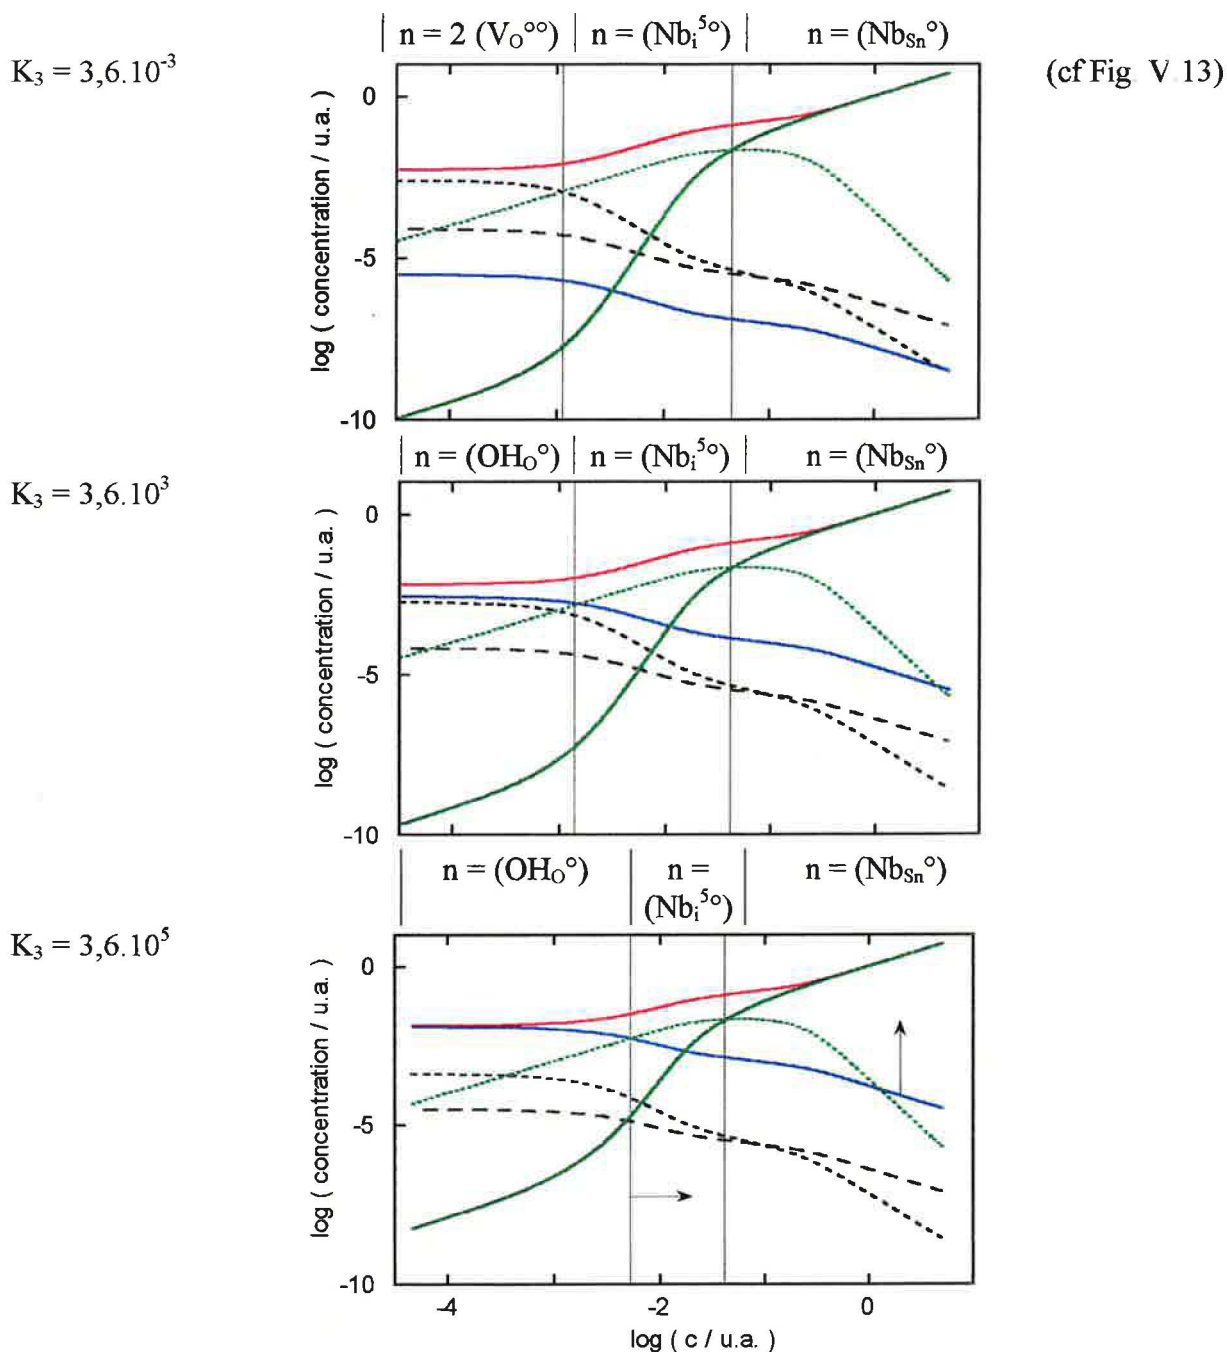 | n = 2 (V_O°°) | n = (Nb_i^5°) | n = (Nb_Sn°)
K₃ = 3,6.10⁻³
(cf Fig V 13)
0
-5
-10
log ( concentration / u.a. )
| n = (OH_O°) | n = (Nb_i^5°) | n = (Nb_Sn°)
K₃ = 3,6.10³
0
-5
-10
log ( concentration / u.a. )
| n = (OH_O°) | n = | n = (Nb_Sn°)
(Nb_i^5°)
K₃ = 3,6.10⁵
0
-5
-10
log ( concentration / u.a. )
-4 -2 0
log ( c / u.a. )